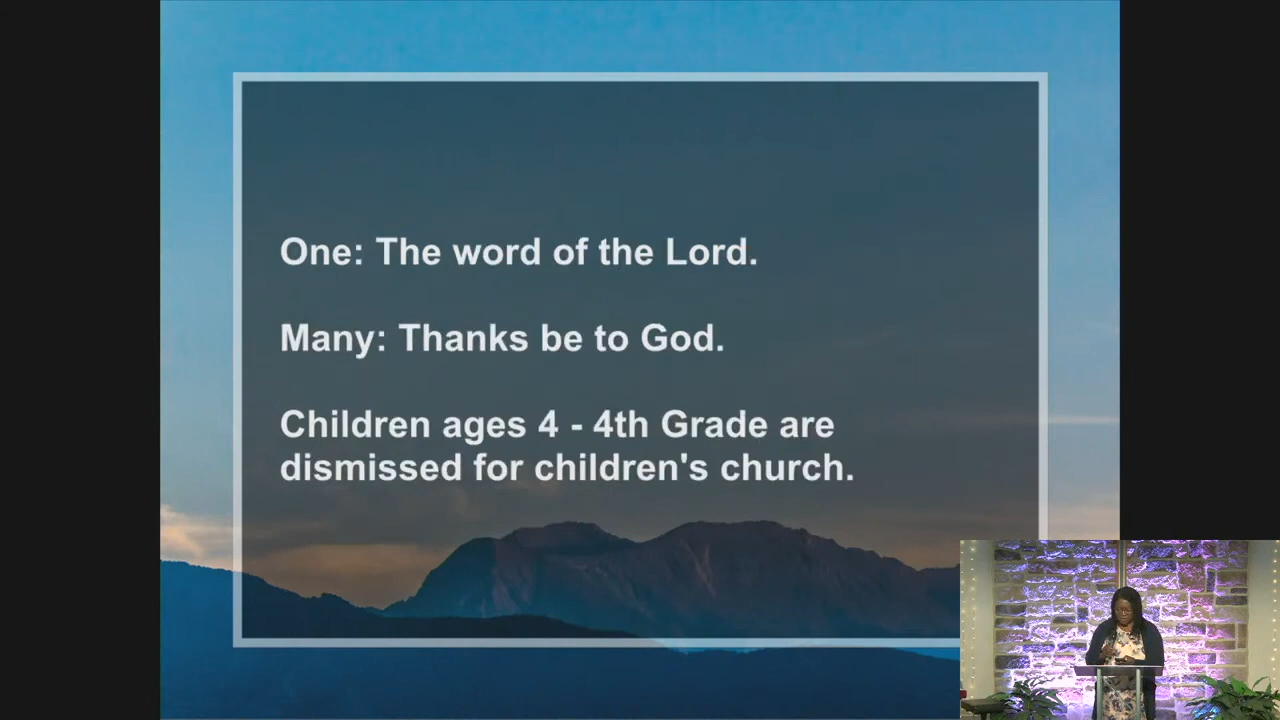 One: The word of the Lord.
Many: Thanks be to God.
Children ages 4 - 4th Grade are
dismissed for children's church.